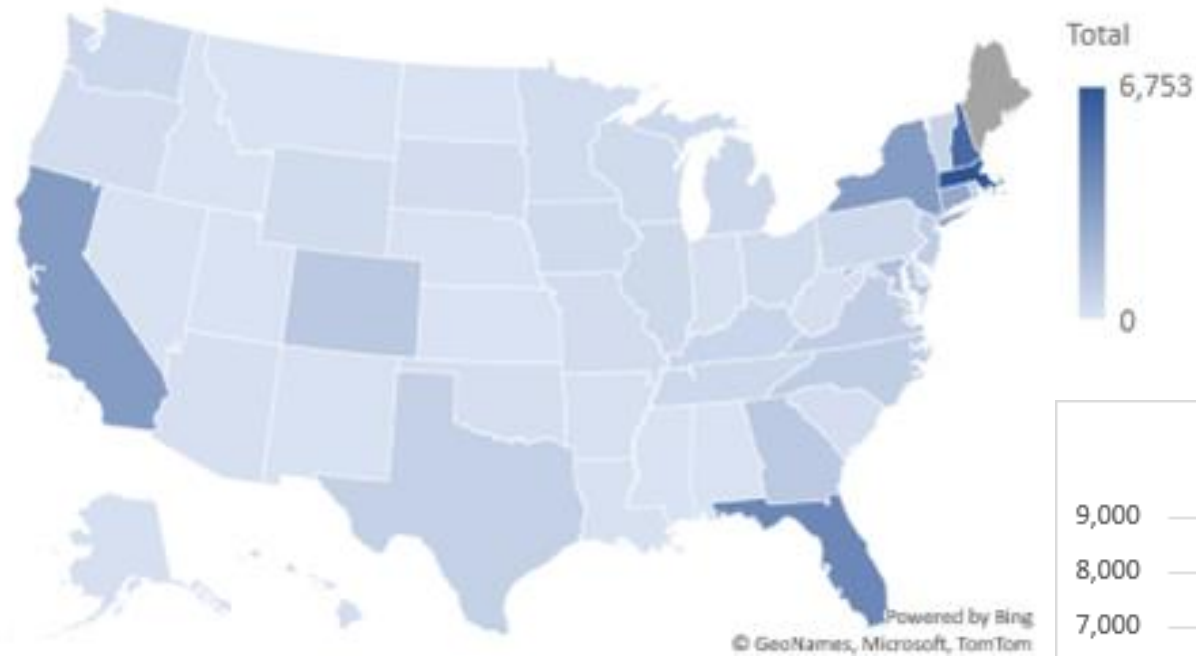 Total
6,753
0
9,000
8,000
7,000
Powered by Bing
© GeoNames, Microsoft, TomTom